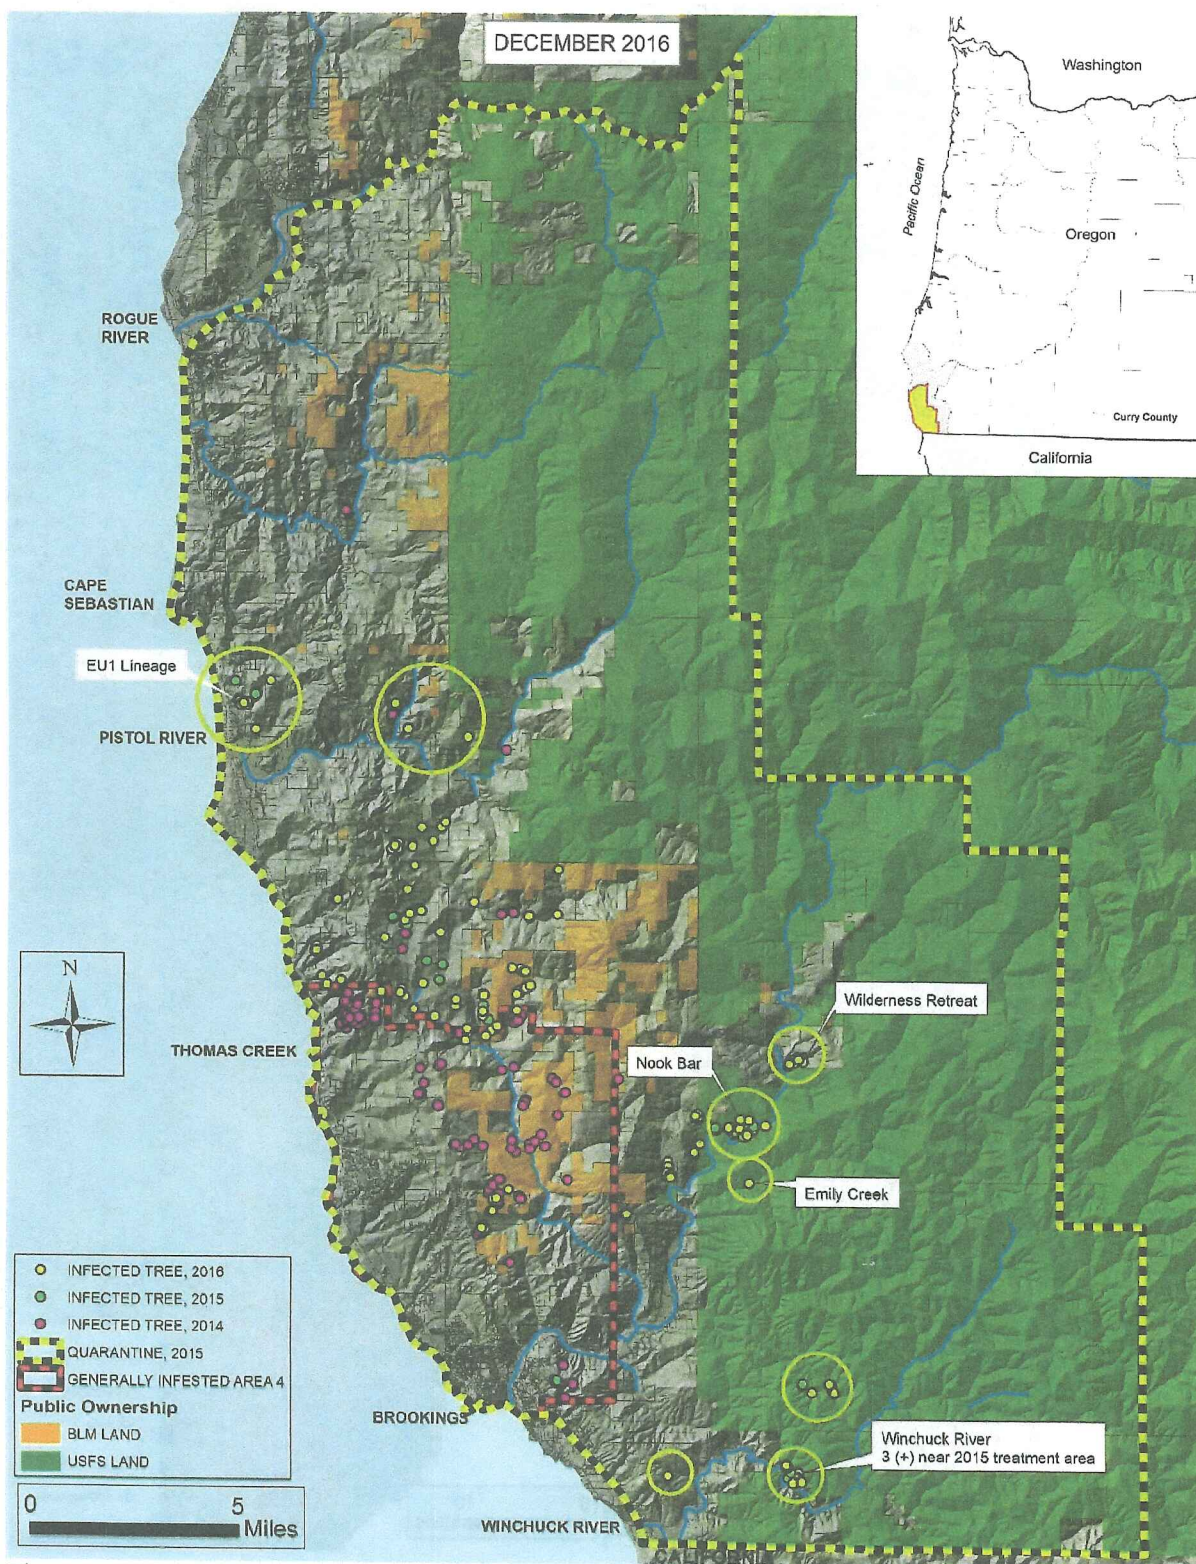 DECEMBER 2016
Washington
Pacific Ocean
Oregon
Curry County
California
ROGUE
RIVER
CAPE
SEBASTIAN
EU1 Lineage
PISTOL RIVER
N
THOMAS CREEK
Wilderness Retreat
Nook Bar
Emily Creek
INFECTED TREE, 2016
INFECTED TREE, 2015
INFECTED TREE, 2014
QUARANTINE, 2015
GENERALLY INFESTED AREA 4
Public Ownership
BLM LAND
USFS LAND
BROOKINGS
Winchuck River
3 (+) near 2015 treatment area
0 5
Miles
WINCHUCK RIVER
CALIFORNIA